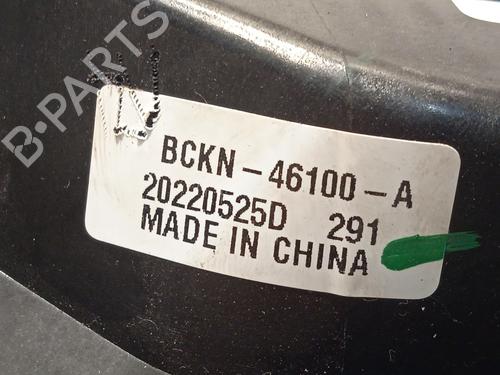 B-PARTS
BCKN-46100-A
20220525D 291
MADE IN CHINA